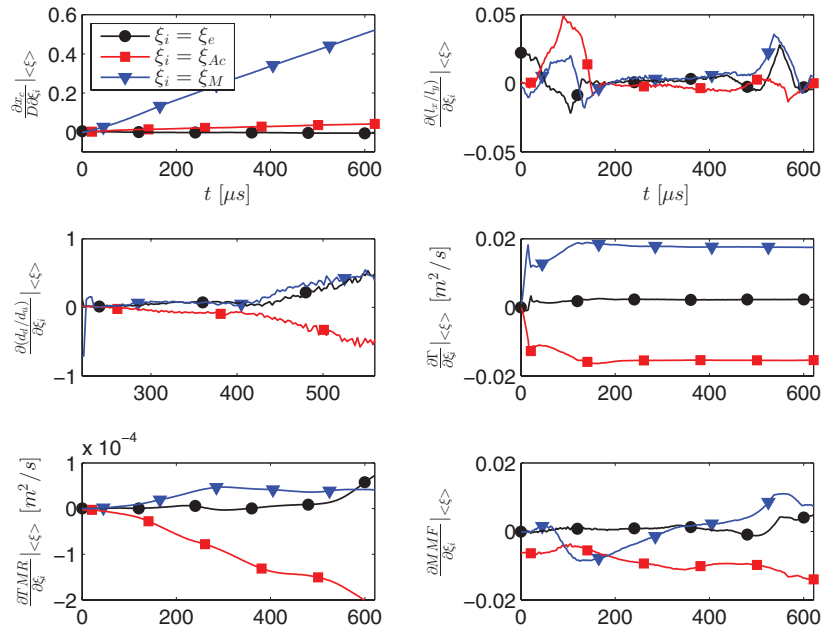 0.6
0.4
0.2
0
ξ_i = ξ_e
ξ_i = ξ_Ac
ξ_i = ξ_M
∂x_c/D∂ξ_i |<ξ>
0 200 400 600
t [μs]
0.05
0
−0.05
∂(l_x/l_y)/∂ξ_i |<ξ>
0 200 400 600
t [μs]
1
0
−1
∂(d_d/d_u)/∂ξ_i |<ξ>
300 400 500
0.02
0
−0.02
∂Γ/∂ξ_i |<ξ> [m²/s]
0 200 400 600
x 10⁻⁴
1
0
−1
−2
∂TMR/∂ξ_i |<ξ> [m²/s]
0 200 400 600
0.02
0
−0.02
∂MMF/∂ξ_i |<ξ>
0 200 400 600